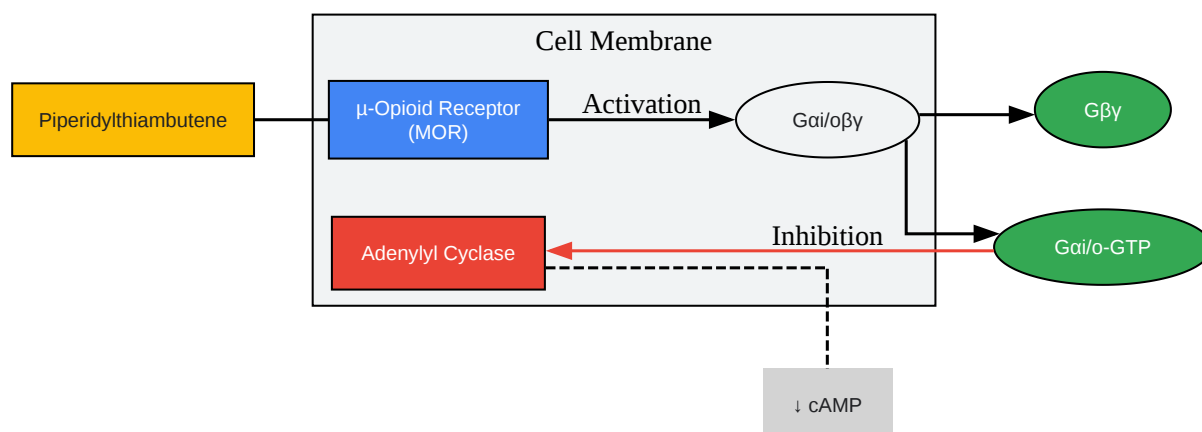 Cell Membrane
Piperidylthiambutene
µ-Opioid Receptor
(MOR)
Activation
Gαi/oβγ
Gβγ
Adenylyl Cyclase
Inhibition
Gαi/o-GTP
↓ cAMP